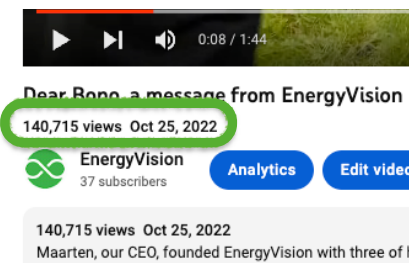 0:08 / 1:44
Dear Bono, a message from EnergyVision
140,715 views Oct 25, 2022
EnergyVision
37 subscribers
Analytics
Edit video
140,715 views Oct 25, 2022
Maarten, our CEO, founded EnergyVision with three of